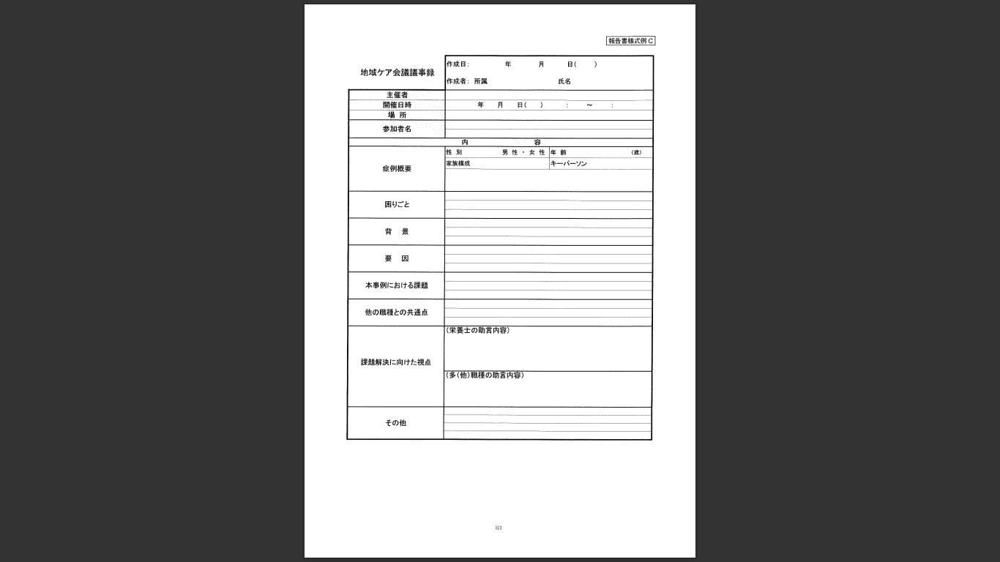 報告書様式例 C
作成日: 年 月 日( )
地域ケア会議議事録
作成者: 所属 氏名
主催者
開催日時 年 月 日( ) : ～ :
場 所
参加者名
内 容
性 別 男 性 ・ 女 性 年 齢 (歳)
家族構成 キーパーソン
症例概要
困りごと
背 景
要 因
本事例における課題
他の職種との共通点
(栄養士の助言内容)
課題解決に向けた視点
(多(他)職種の助言内容)
その他
83